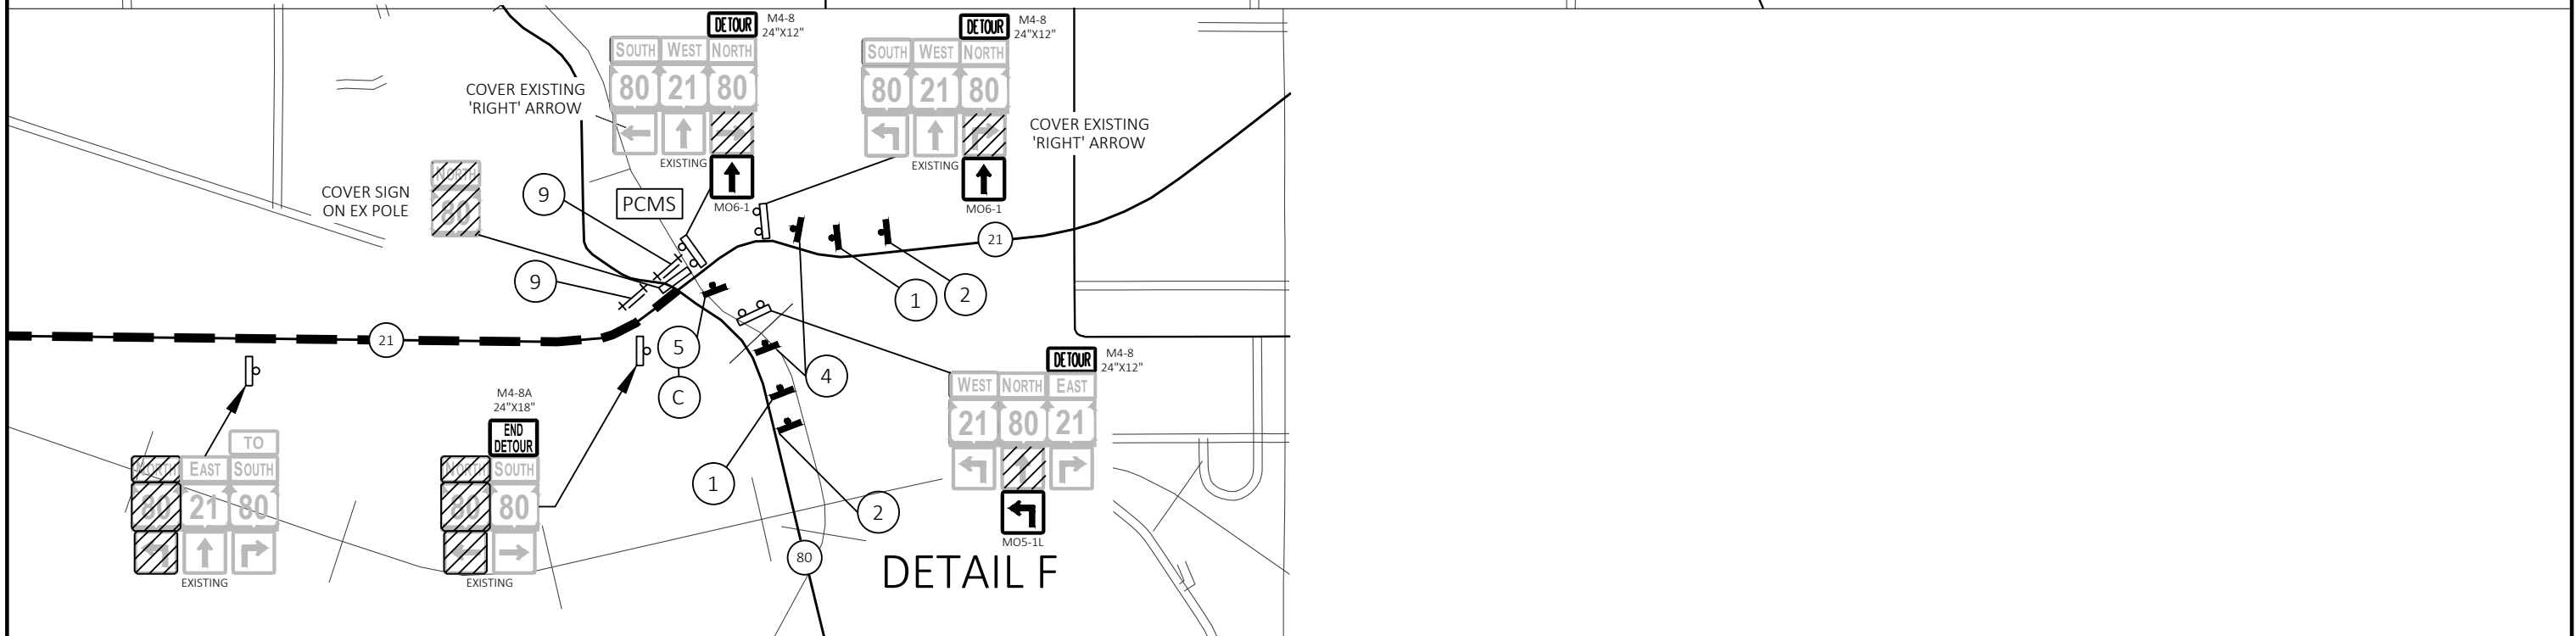 DETOUR
M4-8
24"X12"
SOUTH WEST NORTH
80 21 80
EXISTING
MO6-1
COVER EXISTING
'RIGHT' ARROW
DETOUR
M4-8
24"X12"
SOUTH WEST NORTH
80 21 80
EXISTING
MO6-1
COVER EXISTING
'RIGHT' ARROW
NORTH
80
COVER SIGN
ON EX POLE
9
PCMS
9
21
1
2
21
5
C
4
1
2
80
DETOUR
M4-8
24"X12"
WEST NORTH EAST
21 80 21
MO5-1L
M4-8A
24"X18"
END
DETOUR
NORTH SOUTH
80 80
EXISTING
TO
NORTH EAST SOUTH
80 21 80
EXISTING
DETAIL F